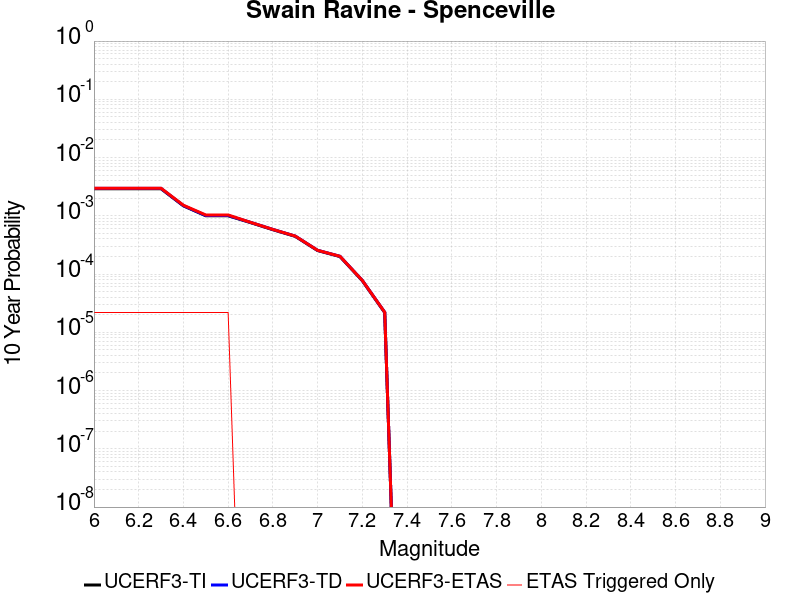 Swain Ravine - Spenceville
10^0
10^-1
10^-2
10^-3
10^-4
10^-5
10^-6
10^-7
10^-8
10 Year Probability
6 6.2 6.4 6.6 6.8 7 7.2 7.4 7.6 7.8 8 8.2 8.4 8.6 8.8 9
Magnitude
UCERF3-TI UCERF3-TD UCERF3-ETAS ETAS Triggered Only